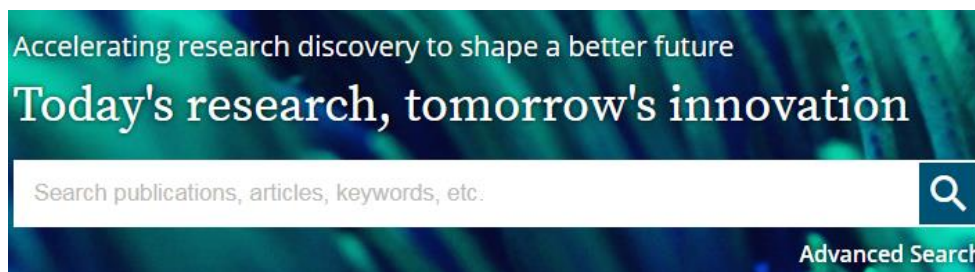 Accelerating research discovery to shape a better future
Today's research, tomorrow's innovation
Search publications, articles, keywords, etc.
Advanced Search